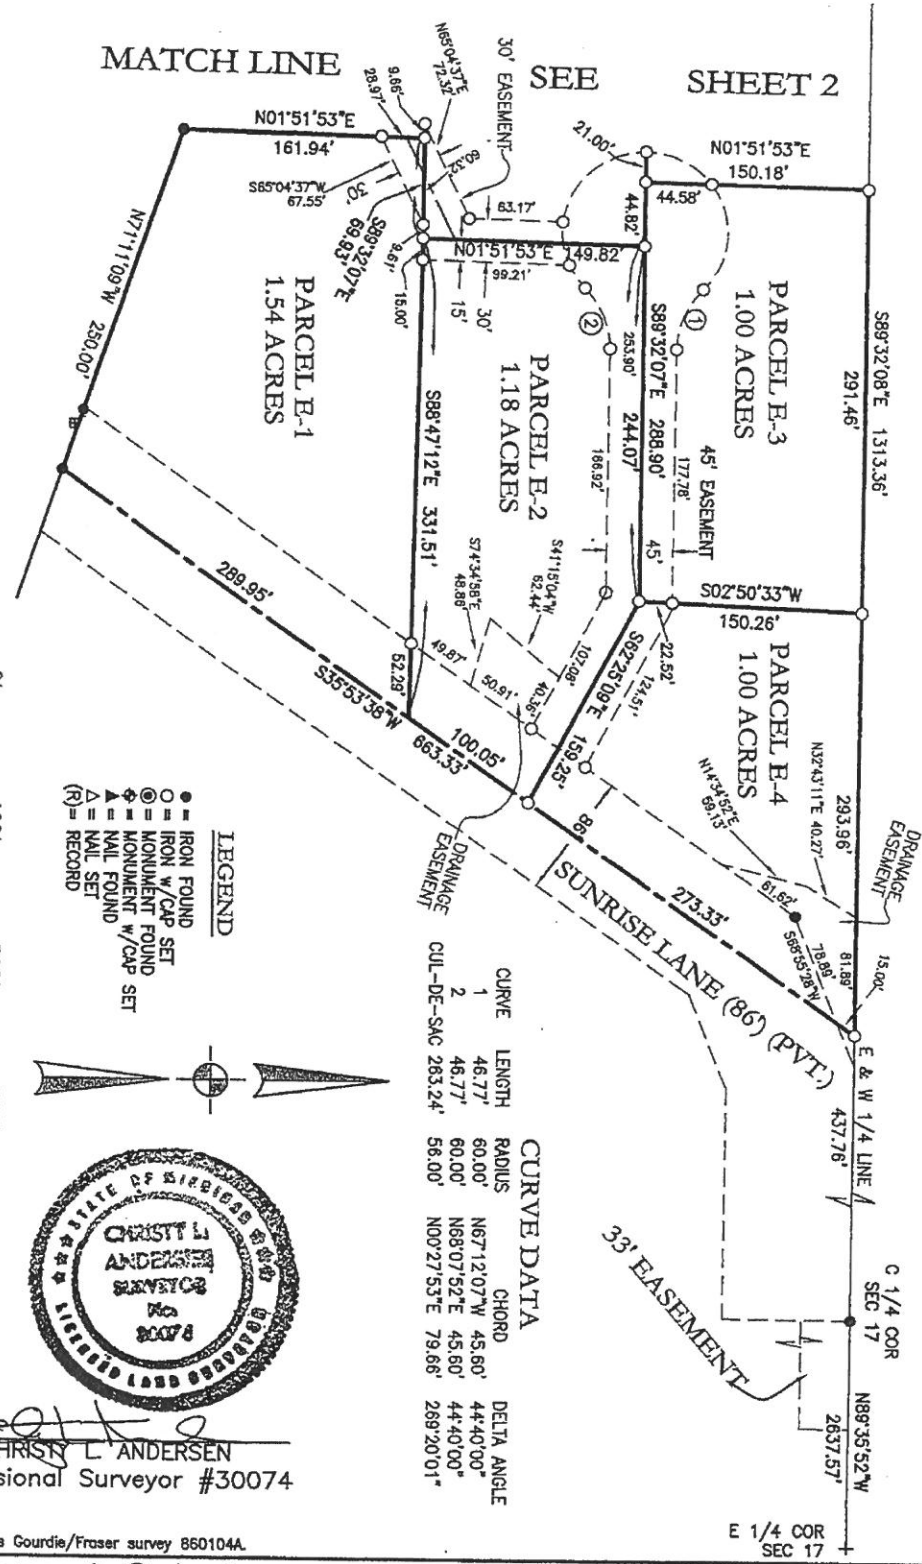 MATCH LINE
SEE
SHEET 2
N01°51'53"E
161.94'
N71°11'09"W 250.00'
S65°04'37"W
67.55'
30'
28.97'
9.66'
N65°04'37"E
72.32'
60.32'
30' EASEMENT
63.17'
S89°32'07"E
69.93'
9.61'
15.00'
N01°51'53"E
149.82'
99.21'
15'
30'
21.00'
44.82'
44.58'
N01°51'53"E
150.18'
S89°32'08"E 1313.36'
291.46'
PARCEL E-3
1.00 ACRES
1
2
S89°32'07"E 288.90'
253.90'
244.07'
45' EASEMENT
177.78'
45'
166.92'
PARCEL E-2
1.18 ACRES
PARCEL E-1
1.54 ACRES
S88°47'12"E 331.51'
S02°50'33"W
150.26'
22.52'
S62°25'09"E
159.25'
124.51'
107.08'
40.36'
S41°15'04"W
62.44'
S74°34'58"E
48.86'
49.87'
50.91'
52.29'
289.95'
S35°53'38"W
663.33'
100.05'
DRAINAGE
EASEMENT
PARCEL E-4
1.00 ACRES
293.96'
N32°43'11"E 40.27'
N14°34'52"E
69.13'
DRAINAGE
EASEMENT
61.62'
78.89'
S68°55'28"W
81.89'
15.00'
273.33'
86'
SUNRISE LANE (86') (PVT.)
E & W 1/4 LINE
437.76'
C 1/4 COR
SEC 17
N89°35'52"W
2637.57'
E 1/4 COR
SEC 17
33' EASEMENT
LEGEND
● = IRON FOUND
○ = IRON w/CAP SET
◉ = MONUMENT FOUND
= MONUMENT w/CAP SET
▲ = NAIL FOUND
△ = NAIL SET
(R)= RECORD
CURVE DATA
CURVE LENGTH RADIUS CHORD DELTA ANGLE
1 46.77' 60.00' N67°12'07"W 45.60' 44°40'00"
2 46.77' 60.00' N68°07'52"E 45.60' 44°40'00"
CUL-DE-SAC 263.24' 56.00' N00°27'53"E 79.66' 269°20'01"
STATE OF MICHIGAN
CHRISTY L.
ANDERSEN
SURVEYOR
No.
30074
LICENSED LAND SURVEYOR
HRISTY L. ANDERSEN
sional Surveyor #30074
s Gourdie/Fraser survey 860104A.